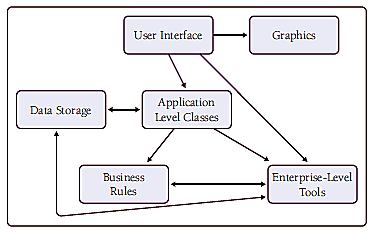 User Interface
Graphics
Data Storage
Application
Level Classes
Business
Rules
Enterprise-Level
Tools